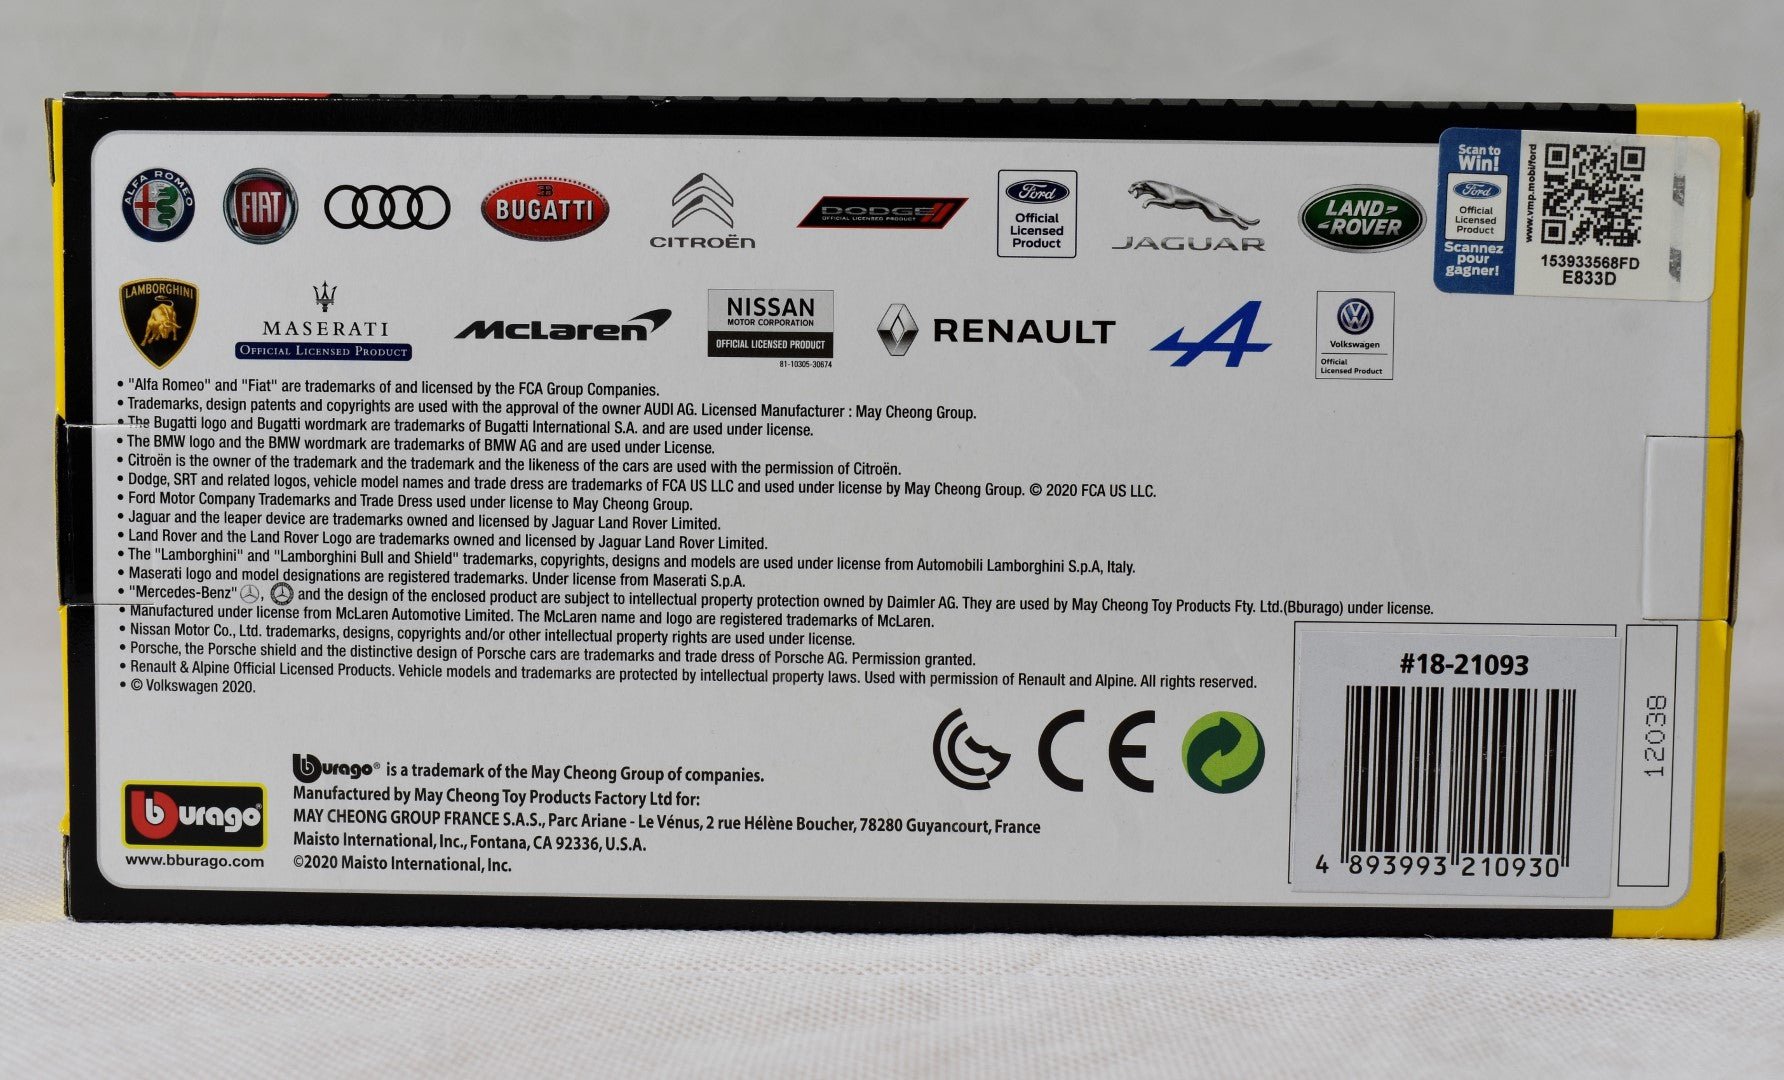 ALFA ROMEO
FIAT
EB
BUGATTI
CITROËN
DODGE
OFFICIAL LICENSED PRODUCT
Ford
Official
Licensed
Product
JAGUAR
LAND-
-ROVER
Scan to
Win!
Ford
Official
Licensed
Product
Scannez
pour
gagner!
www.vmp.mobi/ford
153933568FD
E833D
LAMBORGHINI
MASERATI
OFFICIAL LICENSED PRODUCT
McLaren
NISSAN
MOTOR CORPORATION
OFFICIAL LICENSED PRODUCT
81-10305-30674
RENAULT
A
Volkswagen
Official
Licensed Product
• "Alfa Romeo" and "Fiat" are trademarks of and licensed by the FCA Group Companies.
• Trademarks, design patents and copyrights are used with the approval of the owner AUDI AG. Licensed Manufacturer : May Cheong Group.
• The Bugatti logo and Bugatti wordmark are trademarks of Bugatti International S.A. and are used under license.
• The BMW logo and the BMW wordmark are trademarks of BMW AG and are used under License.
• Citroën is the owner of the trademark and the trademark and the likeness of the cars are used with the permission of Citroën.
• Dodge, SRT and related logos, vehicle model names and trade dress are trademarks of FCA US LLC and used under license by May Cheong Group. © 2020 FCA US LLC.
• Ford Motor Company Trademarks and Trade Dress used under license to May Cheong Group.
• Jaguar and the leaper device are trademarks owned and licensed by Jaguar Land Rover Limited.
• Land Rover and the Land Rover Logo are trademarks owned and licensed by Jaguar Land Rover Limited.
• The "Lamborghini" and "Lamborghini Bull and Shield" trademarks, copyrights, designs and models are used under license from Automobili Lamborghini S.p.A, Italy.
• Maserati logo and model designations are registered trademarks. Under license from Maserati S.p.A.
• "Mercedes-Benz" , and the design of the enclosed product are subject to intellectual property protection owned by Daimler AG. They are used by May Cheong Toy Products Fty. Ltd.(Bburago) under license.
• Manufactured under license from McLaren Automotive Limited. The McLaren name and logo are registered trademarks of McLaren.
• Nissan Motor Co., Ltd. trademarks, designs, copyrights and/or other intellectual property rights are used under license.
• Porsche, the Porsche shield and the distinctive design of Porsche cars are trademarks and trade dress of Porsche AG. Permission granted.
• Renault & Alpine Official Licensed Products. Vehicle models and trademarks are protected by intellectual property laws. Used with permission of Renault and Alpine. All rights reserved.
• © Volkswagen 2020.
CE
#18-21093
4 893993 210930
12038
bburago®
www.bburago.com
bburago® is a trademark of the May Cheong Group of companies.
Manufactured by May Cheong Toy Products Factory Ltd for:
MAY CHEONG GROUP FRANCE S.A.S., Parc Ariane - Le Vénus, 2 rue Hélène Boucher, 78280 Guyancourt, France
Maisto International, Inc., Fontana, CA 92336, U.S.A.
©2020 Maisto International, Inc.